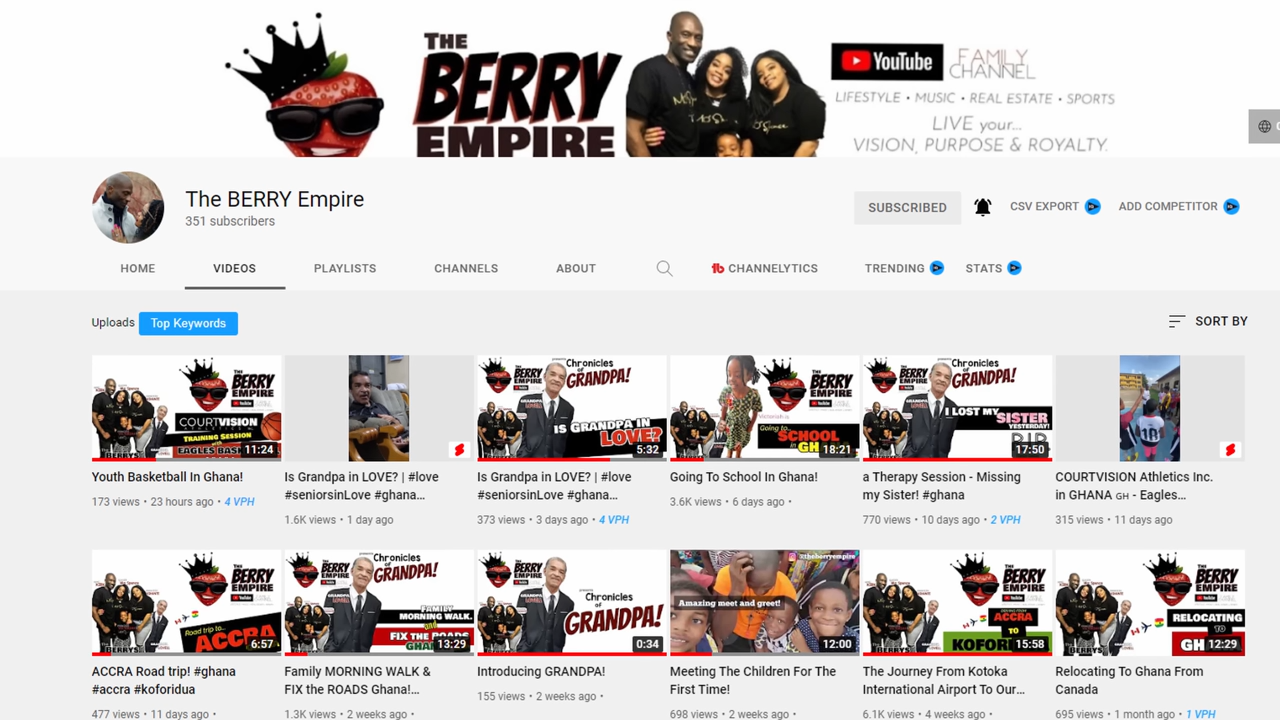 THE
BERRY
EMPIRE
YouTube FAMILY CHANNEL
LIFESTYLE • MUSIC • REAL ESTATE • SPORTS
LIVE your...
VISION, PURPOSE & ROYALTY.
The BERRY Empire
351 subscribers
SUBSCRIBED CSV EXPORT ADD COMPETITOR
HOME VIDEOS PLAYLISTS CHANNELS ABOUT CHANNELYTICS TRENDING STATS
Uploads Top Keywords SORT BY
THE BERRY EMPIRE
COURTVISION
TRAINING SESSION
11:24
Chronicles of GRANDPA!
IS GRANDPA IN LOVE?
5:32
THE BERRY EMPIRE
Going to... SCHOOL IN
18:21
Chronicles of GRANDPA!
I LOST MY SISTER YESTERDAY!
17:50
Youth Basketball In Ghana!
173 views • 23 hours ago • 4 VPH
Is Grandpa in LOVE? | #love
#seniorsinLove #ghana...
1.6K views • 1 day ago
Is Grandpa in LOVE? | #love
#seniorsinLove #ghana...
373 views • 3 days ago • 4 VPH
Going To School In Ghana!
3.6K views • 6 days ago •
a Therapy Session - Missing
my Sister! #ghana
770 views • 10 days ago • 2 VPH
COURTVISION Athletics Inc.
in GHANA GH - Eagles...
315 views • 11 days ago
THE BERRY EMPIRE
Road trip to...
ACCRA
6:57
Chronicles of GRANDPA!
FAMILY
MORNING WALK.
FIX THE ROADS
13:29
THE BERRY EMPIRE
Chronicles of GRANDPA!
0:34
@theberryempire
Amazing meet and greet!
12:00
THE BERRY EMPIRE
ACCRA
TO
15:58
THE BERRY EMPIRE
RELOCATING
TO
12:29
ACCRA Road trip! #ghana
#accra #koforidua
477 views • 11 days ago •
Family MORNING WALK &
FIX the ROADS Ghana!...
1.3K views • 2 weeks ago •
Introducing GRANDPA!
155 views • 2 weeks ago •
Meeting The Children For The
First Time!
698 views • 2 weeks ago •
The Journey From Kotoka
International Airport To Our...
6.1K views • 4 weeks ago •
Relocating To Ghana From
Canada
695 views • 1 month ago • 1 VPH